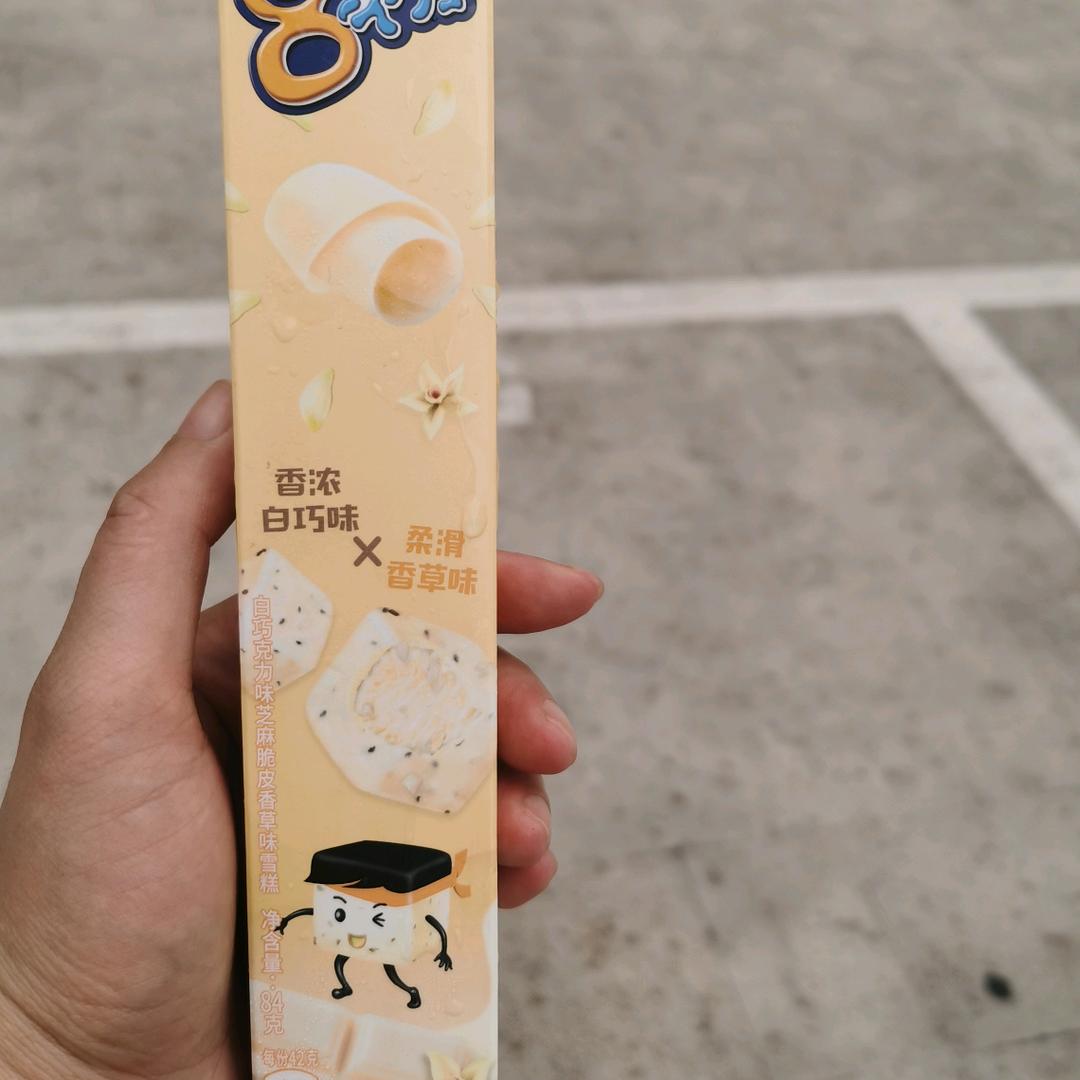 8
香浓
白巧味
×
柔滑
香草味
白巧克力味芝麻脆皮香草味雪糕 净含量：84克
每份42克